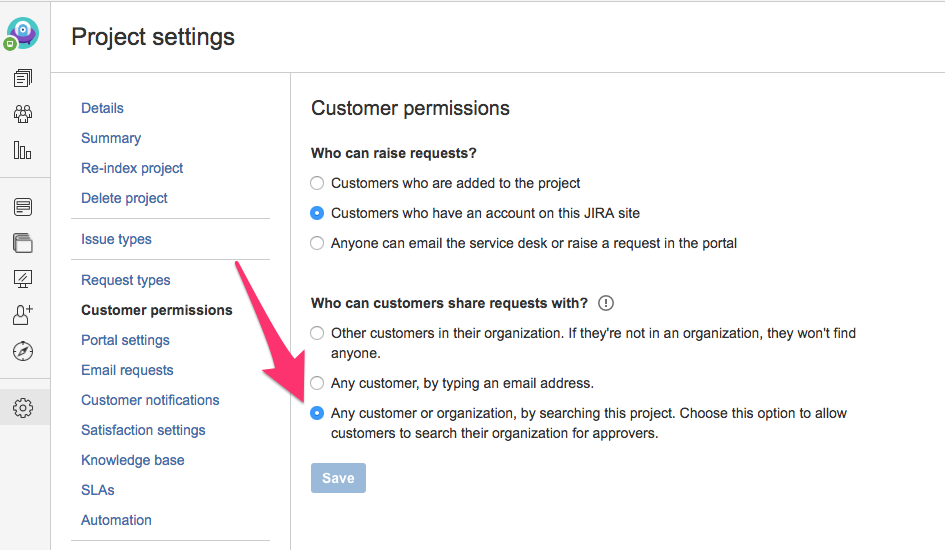 Project settings
Details
Summary
Re-index project
Delete project
Issue types
Request types
Customer permissions
Portal settings
Email requests
Customer notifications
Satisfaction settings
Knowledge base
SLAs
Automation
Customer permissions
Who can raise requests?
Customers who are added to the project
Customers who have an account on this JIRA site
Anyone can email the service desk or raise a request in the portal
Who can customers share requests with?
Other customers in their organization. If they're not in an organization, they won't find
anyone.
Any customer, by typing an email address.
Any customer or organization, by searching this project. Choose this option to allow
customers to search their organization for approvers.
Save